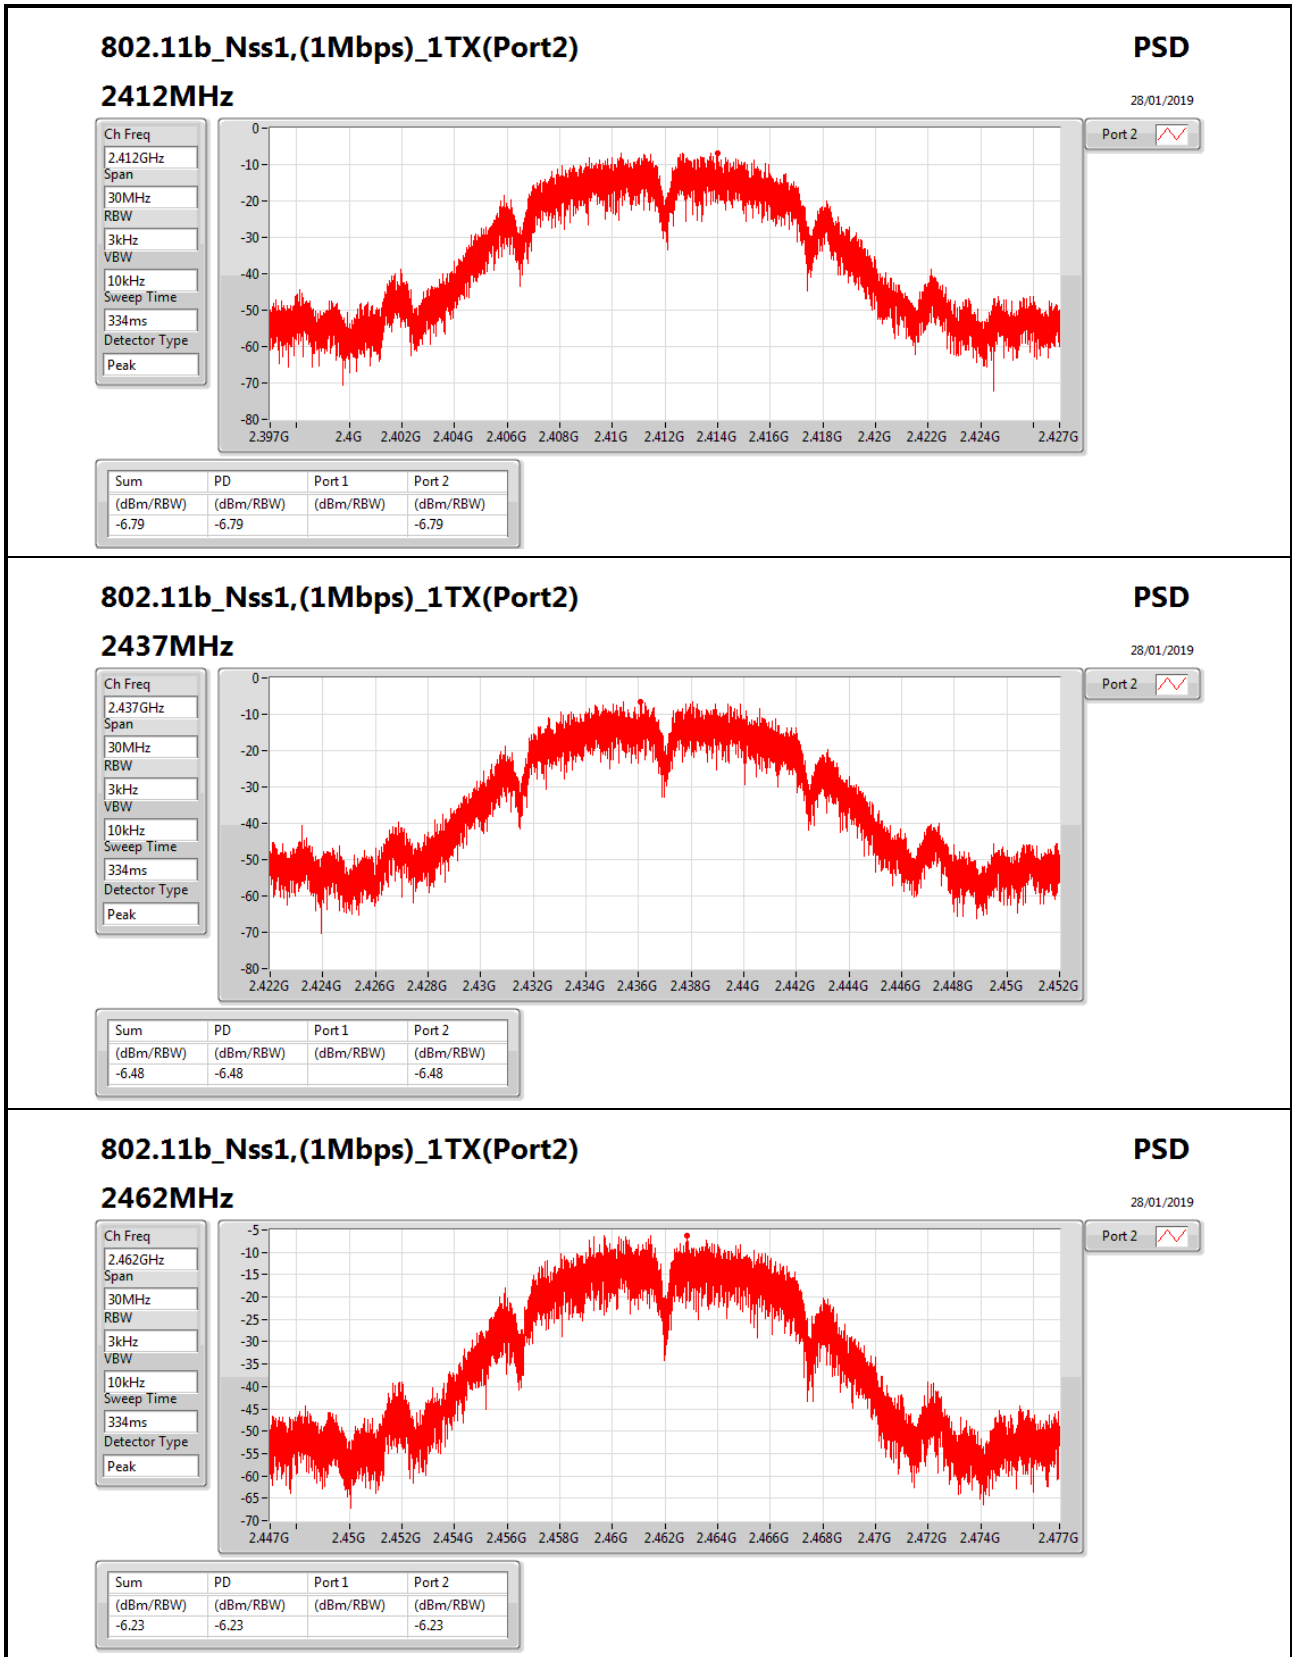 802.11b_Nss1,(1Mbps)_1TX(Port2) PSD
2412MHz 28/01/2019
Ch Freq
2.412GHz
Span
30MHz
RBW
3kHz
VBW
10kHz
Sweep Time
334ms
Detector Type
Peak
0
-10
-20
-30
-40
-50
-60
-70
-80
2.397G 2.4G 2.402G 2.404G 2.406G 2.408G 2.41G 2.412G 2.414G 2.416G 2.418G 2.42G 2.422G 2.424G 2.427G
Port 2
Sum PD Port 1 Port 2
(dBm/RBW) (dBm/RBW) (dBm/RBW) (dBm/RBW)
-6.79 -6.79 -6.79
802.11b_Nss1,(1Mbps)_1TX(Port2) PSD
2437MHz 28/01/2019
Ch Freq
2.437GHz
Span
30MHz
RBW
3kHz
VBW
10kHz
Sweep Time
334ms
Detector Type
Peak
0
-10
-20
-30
-40
-50
-60
-70
-80
2.422G 2.424G 2.426G 2.428G 2.43G 2.432G 2.434G 2.436G 2.438G 2.44G 2.442G 2.444G 2.446G 2.448G 2.45G 2.452G
Port 2
Sum PD Port 1 Port 2
(dBm/RBW) (dBm/RBW) (dBm/RBW) (dBm/RBW)
-6.48 -6.48 -6.48
802.11b_Nss1,(1Mbps)_1TX(Port2) PSD
2462MHz 28/01/2019
Ch Freq
2.462GHz
Span
30MHz
RBW
3kHz
VBW
10kHz
Sweep Time
334ms
Detector Type
Peak
-5
-10
-15
-20
-25
-30
-35
-40
-45
-50
-55
-60
-65
-70
2.447G 2.45G 2.452G 2.454G 2.456G 2.458G 2.46G 2.462G 2.464G 2.466G 2.468G 2.47G 2.472G 2.474G 2.477G
Port 2
Sum PD Port 1 Port 2
(dBm/RBW) (dBm/RBW) (dBm/RBW) (dBm/RBW)
-6.23 -6.23 -6.23